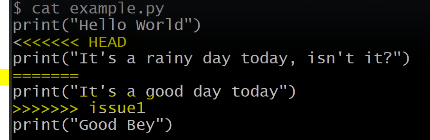 $ cat example.py
print("Hello World")
<<<<<<< HEAD
print("It's a rainy day today, isn't it?")
=======
print("It's a good day today")
>>>>>>> issue1
print("Good Bey")